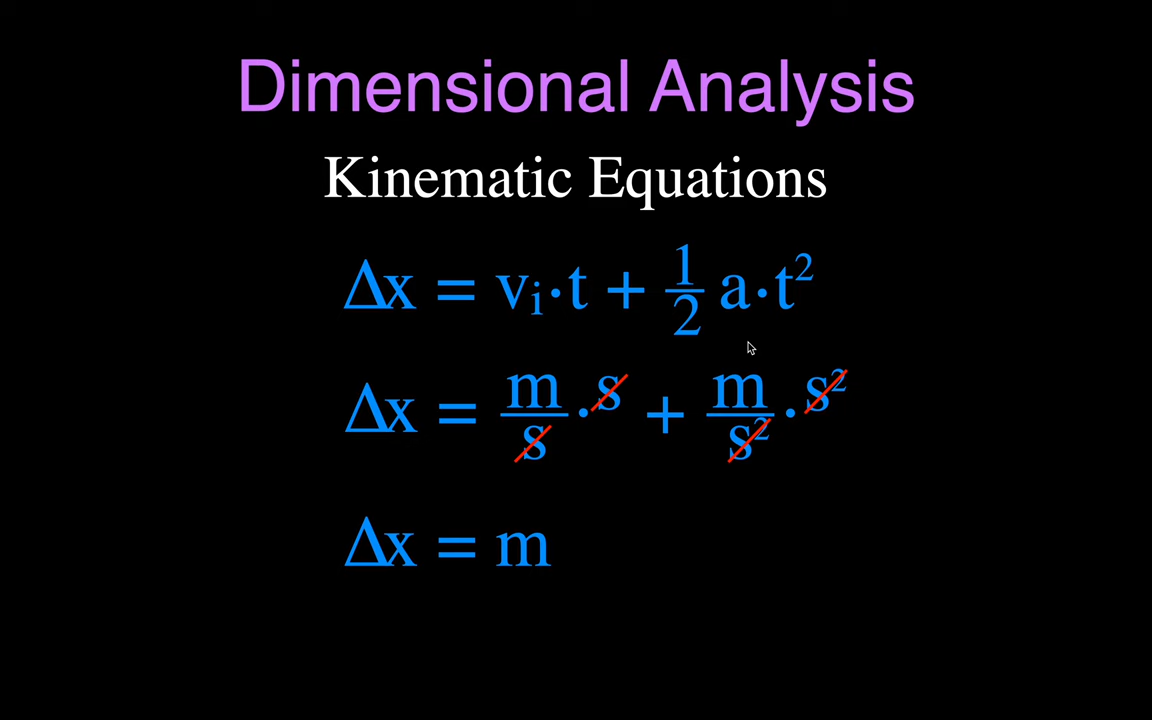 Dimensional Analysis
Kinematic Equations
Δx = vᵢ·t + 1/2 a·t²
Δx = m/s·s + m/s²·s²
Δx = m